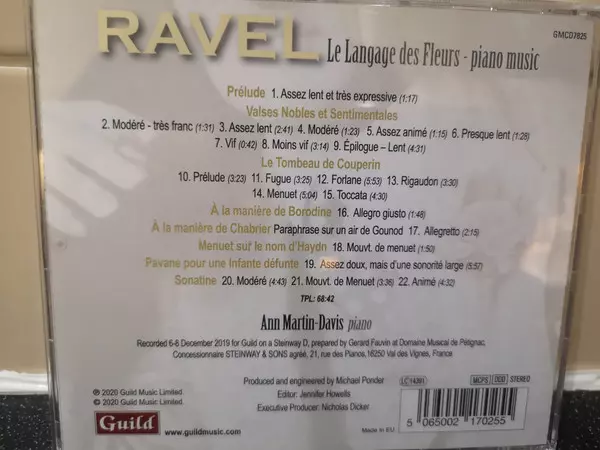 RAVEL Le Langage des Fleurs - piano music
GMCD7825
Prélude 1. Assez lent et très expressive (1:17)
Valses Nobles et Sentimentales
2. Modéré - très franc (1:31) 3. Assez lent (2:41) 4. Modéré (1:23) 5. Assez animé (1:15) 6. Presque lent (1:28)
7. Vif (0:42) 8. Moins vif (3:14) 9. Épilogue – Lent (4:31)
Le Tombeau de Couperin
10. Prélude (3:23) 11. Fugue (3:25) 12. Forlane (5:53) 13. Rigaudon (3:30)
14. Menuet (5:04) 15. Toccata (4:30)
À la manière de Borodine 16. Allegro giusto (1:48)
À la manière de Chabrier Paraphrase sur un air de Gounod 17. Allegretto (2:15)
Menuet sur le nom d'Haydn 18. Mouvt. de menuet (1:50)
Pavane pour une Infante défunte 19. Assez doux, mais d'une sonorité large (5:57)
Sonatine 20. Modéré (4:43) 21. Mouvt. de Menuet (3:36) 22. Animé (4:32)
TPL: 68:42
Ann Martin-Davis piano
Recorded 6-8 December 2019 for Guild on a Steinway D, prepared by Gerard Fauvin at Domaine Musical de Pétignac,
Concessionnaire STEINWAY & SONS agréé, 21, rue des Pianos, 16250 Val des Vignes, France
Produced and engineered by Michael Ponder
Editor: Jennifer Howells
Executive Producer: Nicholas Dicker
℗ 2020 Guild Music Limited.
© 2020 Guild Music Limited.
Guild
www.guildmusic.com
LC 14381
MCPS DDD STEREO
Made in EU
5 065002 170255